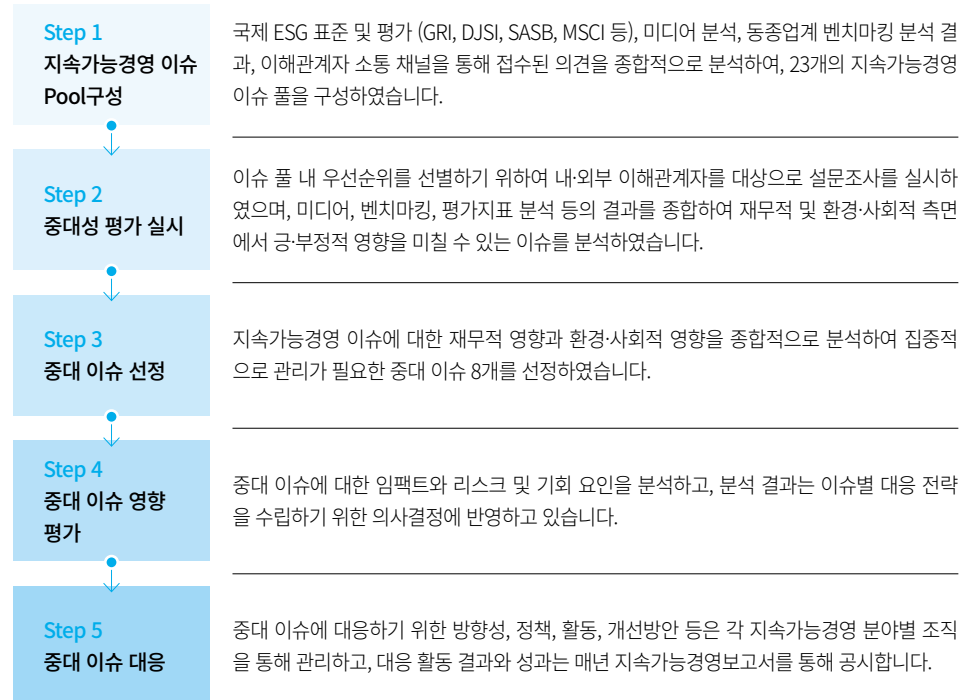 Step 1
지속가능경영 이슈
Pool구성
국제 ESG 표준 및 평가 (GRI, DJSI, SASB, MSCI 등), 미디어 분석, 동종업계 벤치마킹 분석 결
과, 이해관계자 소통 채널을 통해 접수된 의견을 종합적으로 분석하여, 23개의 지속가능경영
이슈 풀을 구성하였습니다.
Step 2
중대성 평가 실시
이슈 풀 내 우선순위를 선별하기 위하여 내·외부 이해관계자를 대상으로 설문조사를 실시하
였으며, 미디어, 벤치마킹, 평가지표 분석 등의 결과를 종합하여 재무적 및 환경·사회적 측면
에서 긍·부정적 영향을 미칠 수 있는 이슈를 분석하였습니다.
Step 3
중대 이슈 선정
지속가능경영 이슈에 대한 재무적 영향과 환경·사회적 영향을 종합적으로 분석하여 집중적
으로 관리가 필요한 중대 이슈 8개를 선정하였습니다.
Step 4
중대 이슈 영향
평가
중대 이슈에 대한 임팩트와 리스크 및 기회 요인을 분석하고, 분석 결과는 이슈별 대응 전략
을 수립하기 위한 의사결정에 반영하고 있습니다.
Step 5
중대 이슈 대응
중대 이슈에 대응하기 위한 방향성, 정책, 활동, 개선방안 등은 각 지속가능경영 분야별 조직
을 통해 관리하고, 대응 활동 결과와 성과는 매년 지속가능경영보고서를 통해 공시합니다.